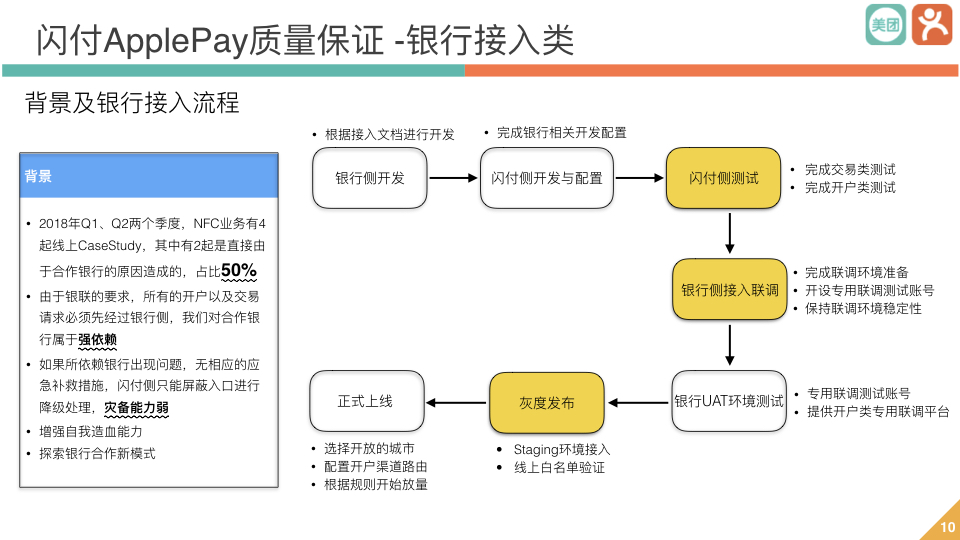 闪付ApplePay质量保证 -银行接入类
美团
背景及银行接入流程
背景
• 2018年Q1、Q2两个季度，NFC业务有4
起线上CaseStudy，其中有2起是直接由
于合作银行的原因造成的，占比50%
• 由于银联的要求，所有的开户以及交易
请求必须先经过银行侧，我们对合作银
行属于强依赖
• 如果所依赖银行出现问题，无相应的应
急补救措施，闪付侧只能屏蔽入口进行
降级处理，灾备能力弱
• 增强自我造血能力
• 探索银行合作新模式
• 根据接入文档进行开发
银行侧开发
• 完成银行相关开发配置
闪付侧开发与配置
闪付侧测试
• 完成交易类测试
• 完成开户类测试
银行侧接入联调
• 完成联调环境准备
• 开设专用联调测试账号
• 保持联调环境稳定性
银行UAT环境测试
• 专用联调测试账号
• 提供开户类专用联调平台
灰度发布
• Staging环境接入
• 线上白名单验证
正式上线
• 选择开放的城市
• 配置开户渠道路由
• 根据规则开始放量
10